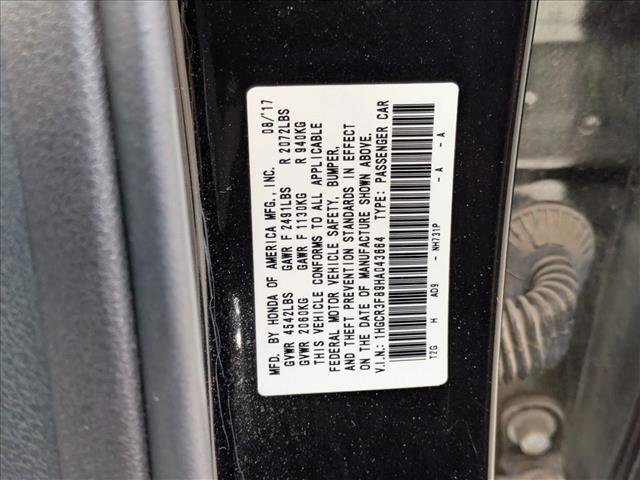 MFD. BY HONDA OF AMERICA MFG., INC. 08/'17
GVWR 4542LBS GAWR F 2491LBS R 2072LBS
GVWR 2060KG GAWR F 1130KG R 940KG
THIS VEHICLE CONFORMS TO ALL APPLICABLE
FEDERAL MOTOR VEHICLE SAFETY, BUMPER,
AND THEFT PREVENTION STANDARDS IN EFFECT
ON THE DATE OF MANUFACTURE SHOWN ABOVE.
V.I.N.: 1HGCR3F89HA043664 TYPE: PASSENGER CAR
T2G H AD9 - NH731P - A - A